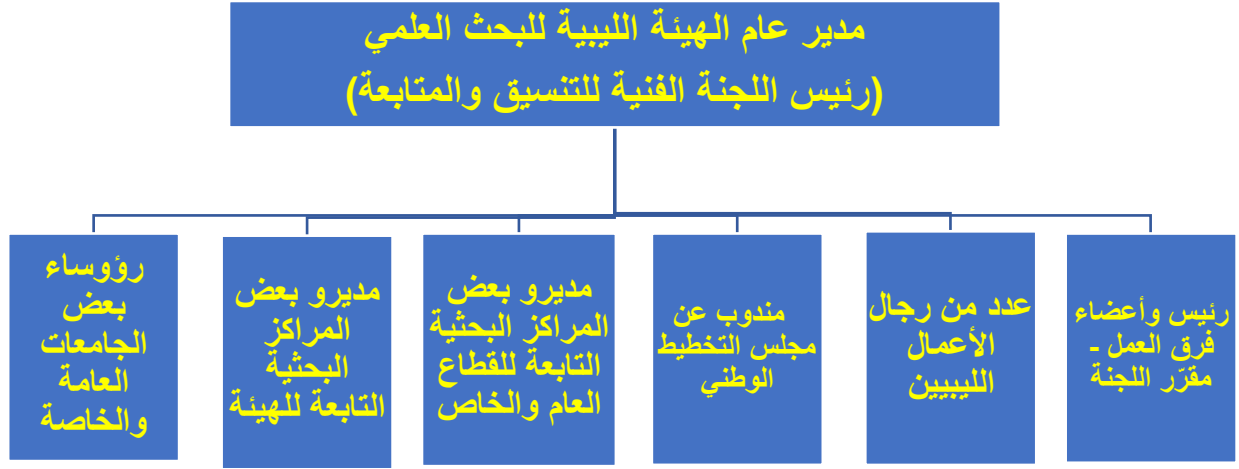 مدير عام الهيئة الليبية للبحث العلمي
(رئيس اللجنة الفنية للتنسيق والمتابعة)
رئيس وأعضاء
فرق العمل -
مقرّر اللجنة
عدد من رجال
الأعمال
الليبيين
مندوب عن
مجلس التخطيط
الوطني
مديرو بعض
المراكز البحثية
التابعة للقطاع
العام والخاص
مديرو بعض
المراكز
البحثية
التابعة للهيئة
رؤوساء
بعض
الجامعات
العامة
والخاصة